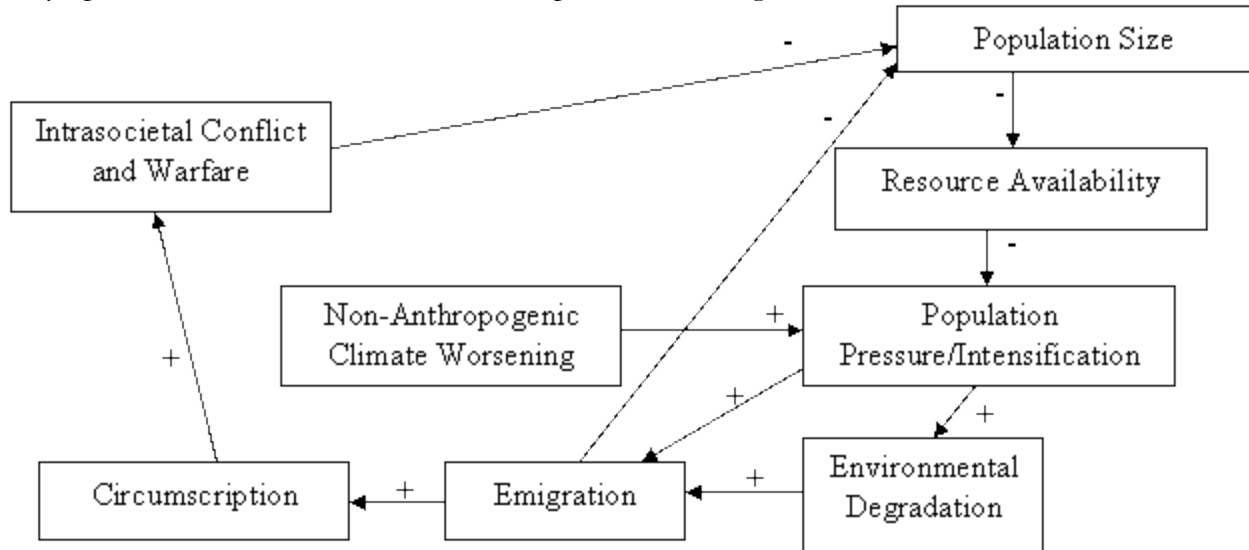 -
Population Size
-
-
Intrasocietal Conflict
and Warfare
Resource Availability
-
Non-Anthropogenic
Climate Worsening
+
Population
Pressure/Intensification
+
+
+
Circumscription
+
Emigration
+
Environmental
Degradation